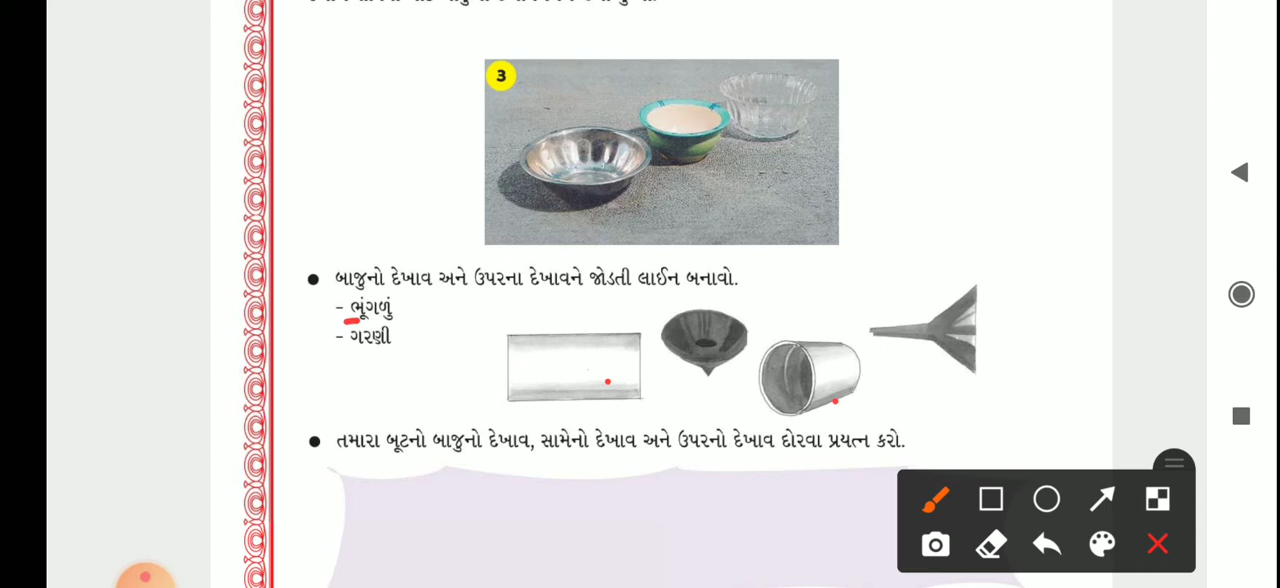 3
બાજુનો દેખાવ અને ઉપરના દેખાવને જોડતી લાઈન બનાવો.
- ભૂંગળું
- ગરણી
તમારા બૂટનો બાજુનો દેખાવ, સામેનો દેખાવ અને ઉપરનો દેખાવ દોરવા પ્રયત્ન કરો.